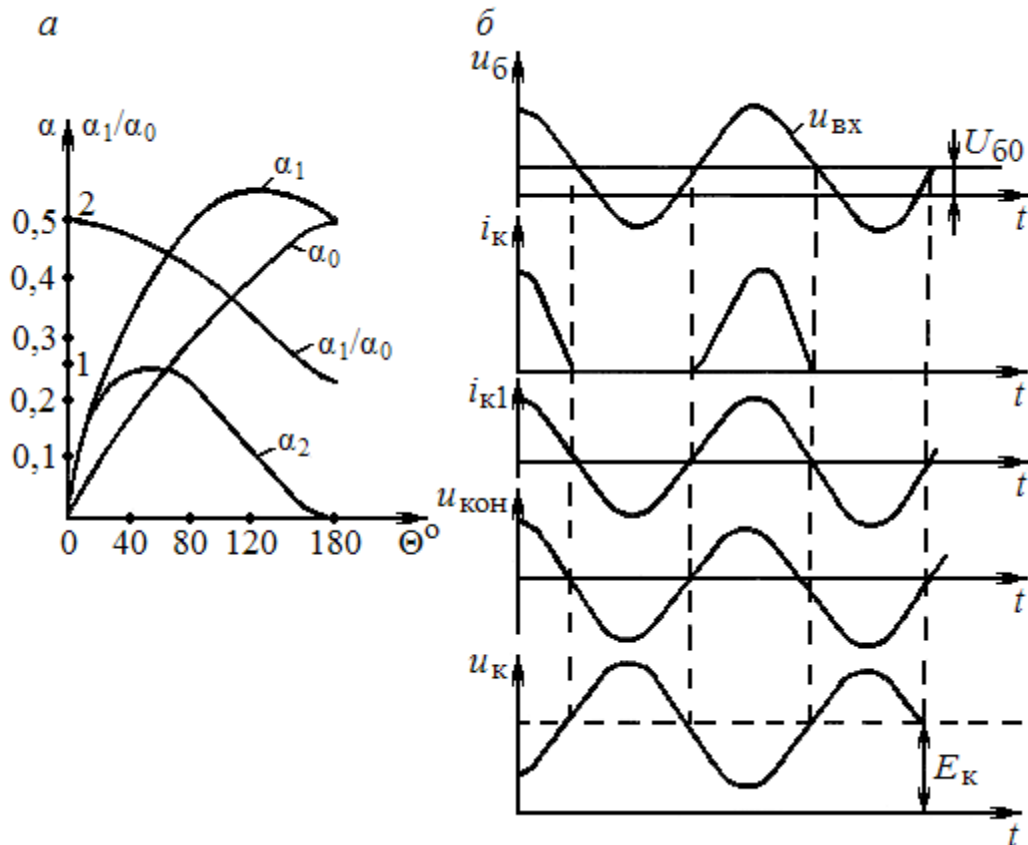 а
α α₁/α₀
2
0,5
0,4
0,3
1
0,2
0,1
α₁
α₀
α₁/α₀
α₂
0 40 80 120 180 Θ°
б
uб
uвх
Uб0
t
iк
t
iк1
t
uкон
t
uк
Eк
t